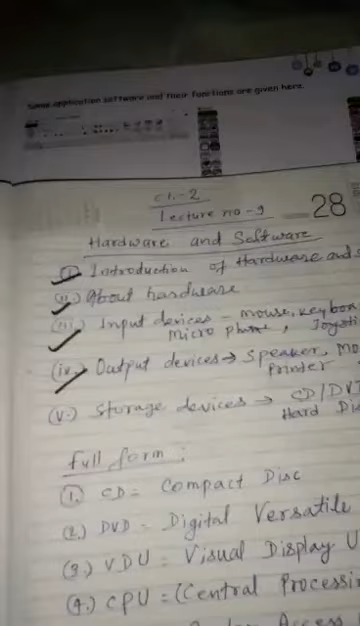 Some application software and their functions are given here.
Cl.-2
Lecture no-9
28
Hardware and Software
(i) Introduction of Hardware and
(ii) About hardware
(iii) Input devices - mouse, keyboa
Micro phone, Joysti
(iv) Output devices → Speaker, Mo
Printer
(v.) Storage devices → CD/DV
Hard Di
Full form :
(1.) CD = Compact Disc
(2.) DVD = Digital Versatile
(3.) VDU = Visual Display U
(4.) CPU = (Central Processi
Access